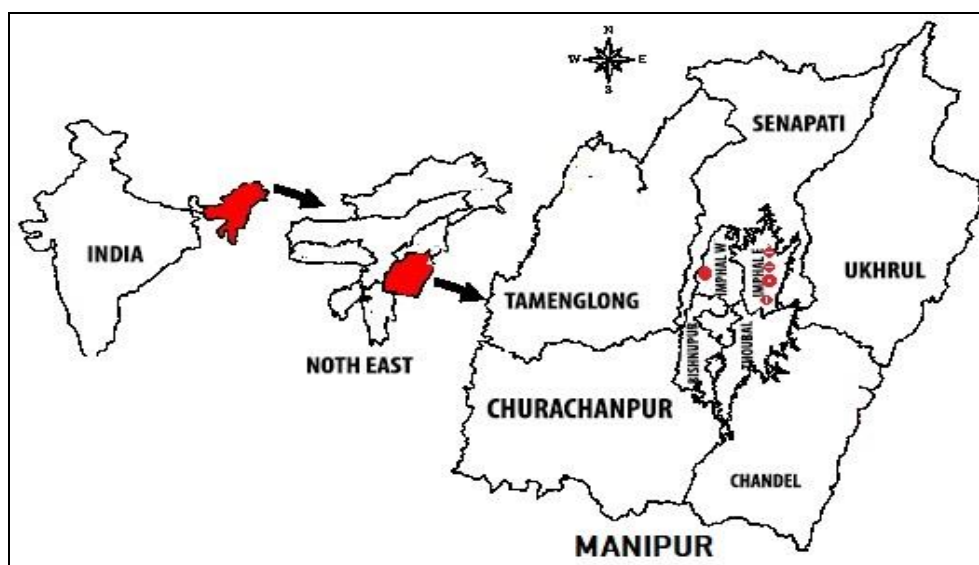 N
W E
S
SENAPATI
INDIA
IMPHAL W
IMPHAL E
UKHRUL
TAMENGLONG
NOTH EAST
BISHNUPUR
THOUBAL
CHURACHANPUR
CHANDEL
MANIPUR